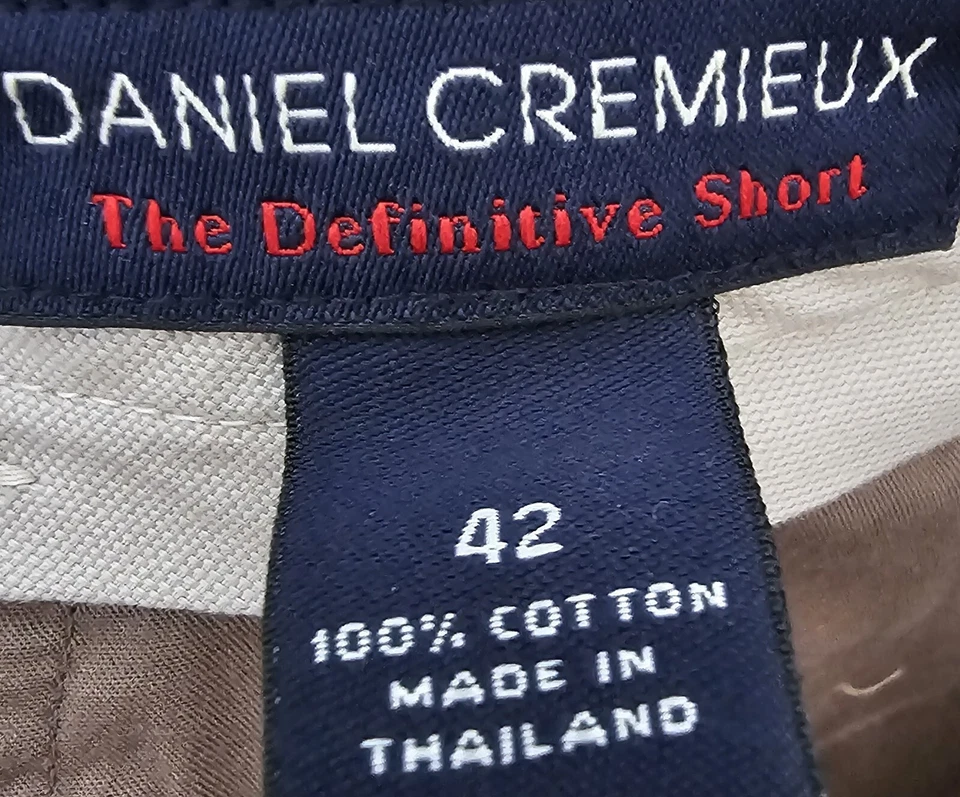 DANIEL CREMIEUX
The Definitive Short
42
100% COTTON
MADE IN
THAILAND